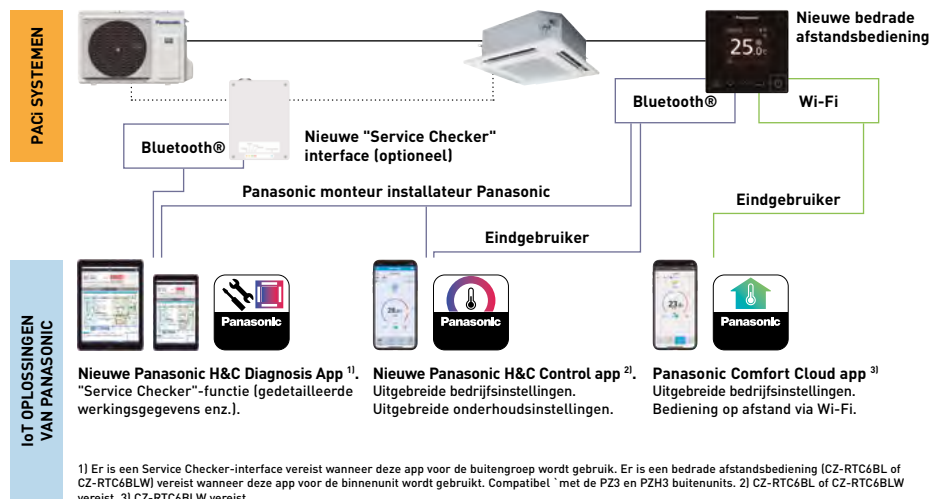 PACi SYSTEMEN
Panasonic
Panasonic
25.0
Nieuwe bedrade
afstandsbediening
Bluetooth®
Wi-Fi
Bluetooth®
Nieuwe "Service Checker"
interface (optioneel)
Panasonic monteur installateur Panasonic
Eindgebruiker
Eindgebruiker
IoT OPLOSSINGEN
VAN PANASONIC
Panasonic
Panasonic
23
Panasonic
Nieuwe Panasonic H&C Diagnosis App 1).
"Service Checker"-functie (gedetailleerde
werkingsgegevens enz.).
Nieuwe Panasonic H&C Control app 2).
Uitgebreide bedrijfsinstellingen.
Uitgebreide onderhoudsinstellingen.
Panasonic Comfort Cloud app 3)
Uitgebreide bedrijfsinstellingen.
Bediening op afstand via Wi-Fi.
1) Er is een Service Checker-interface vereist wanneer deze app voor de buitengroep wordt gebruik. Er is een bedrade afstandsbediening (CZ-RTC6BL of
CZ-RTC6BLW) vereist wanneer deze app voor de binnenunit wordt gebruikt. Compatibel `met de PZ3 en PZH3 buitenunits. 2) CZ-RTC6BL of CZ-RTC6BLW
vereist. 3) CZ-RTC6BLW vereist.